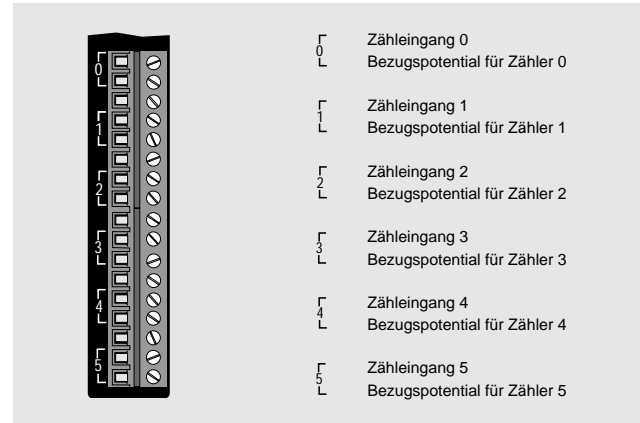 0
1
2
3
4
5
0 Zähleingang 0
Bezugspotential für Zähler 0
1 Zähleingang 1
Bezugspotential für Zähler 1
2 Zähleingang 2
Bezugspotential für Zähler 2
3 Zähleingang 3
Bezugspotential für Zähler 3
4 Zähleingang 4
Bezugspotential für Zähler 4
5 Zähleingang 5
Bezugspotential für Zähler 5